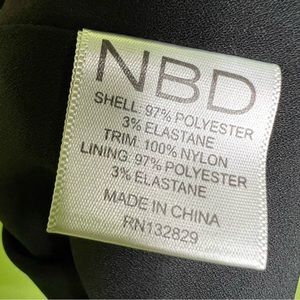 NBD
SHELL: 97% POLYESTER
3% ELASTANE
TRIM: 100% NYLON
LINING: 97% POLYESTER
3% ELASTANE
MADE IN CHINA
RN132829